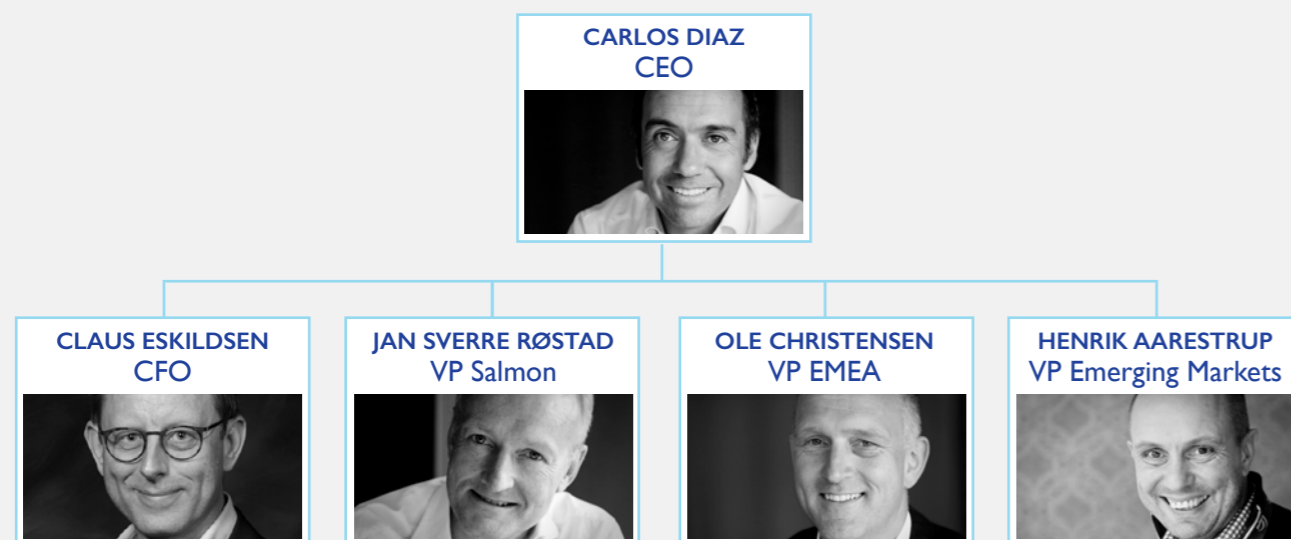 CARLOS DIAZ
CEO
CLAUS ESKILDSEN
CFO
JAN SVERRE RØSTAD
VP Salmon
OLE CHRISTENSEN
VP EMEA
HENRIK AARESTRUP
VP Emerging Markets